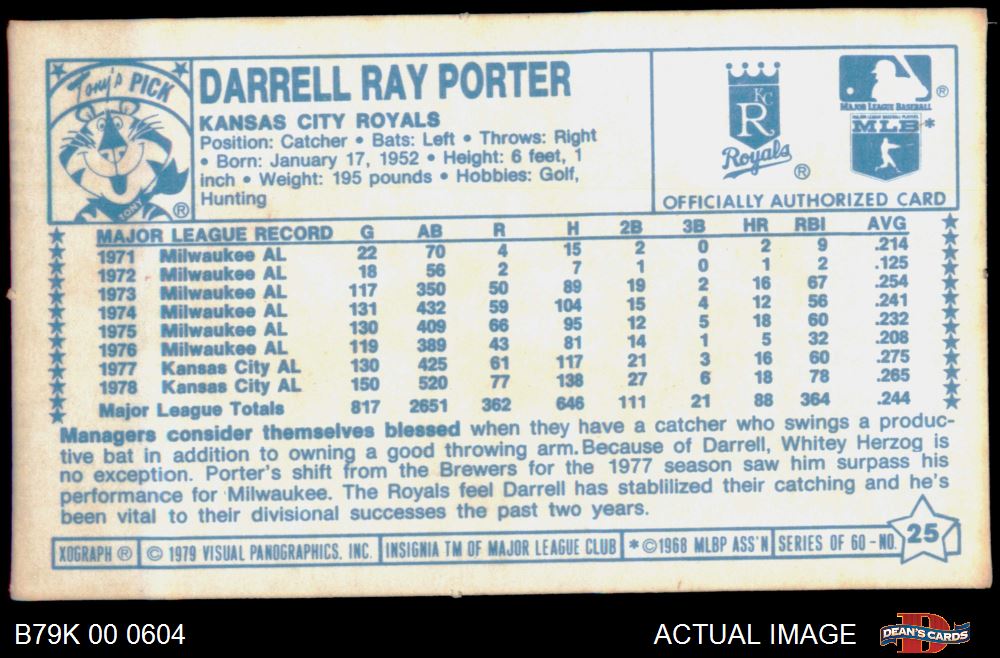 Tony's PICK
TONY
®
DARRELL RAY PORTER
KANSAS CITY ROYALS
Position: Catcher • Bats: Left • Throws: Right
• Born: January 17, 1952 • Height: 6 feet, 1
inch • Weight: 195 pounds • Hobbies: Golf,
Hunting
KC
R
Royals ®
MAJOR LEAGUE BASEBALL ®
MAJOR LEAGUE BASEBALL PLAYERS
MLB*
OFFICIALLY AUTHORIZED CARD
MAJOR LEAGUE RECORD G AB R H 2B 3B HR RBI AVG
1971 Milwaukee AL 22 70 4 15 2 0 2 9 .214
1972 Milwaukee AL 18 56 2 7 1 0 1 2 .125
1973 Milwaukee AL 117 350 50 89 19 2 16 67 .254
1974 Milwaukee AL 131 432 59 104 15 4 12 56 .241
1975 Milwaukee AL 130 409 66 95 12 5 18 60 .232
1976 Milwaukee AL 119 389 43 81 14 1 5 32 .208
1977 Kansas City AL 130 425 61 117 21 3 16 60 .275
1978 Kansas City AL 150 520 77 138 27 6 18 78 .265
Major League Totals 817 2651 362 646 111 21 88 364 .244
Managers consider themselves blessed when they have a catcher who swings a produc-
tive bat in addition to owning a good throwing arm. Because of Darrell, Whitey Herzog is
no exception. Porter's shift from the Brewers for the 1977 season saw him surpass his
performance for Milwaukee. The Royals feel Darrell has stablilized their catching and he's
been vital to their divisional successes the past two years.
XOGRAPH ® © 1979 VISUAL PANOGRAPHICS, INC. INSIGNIA TM OF MAJOR LEAGUE CLUB *©1968 MLBP ASS'N SERIES OF 60 - NO. 25
B79K 00 0604
ACTUAL IMAGE
D
DEAN'S CARDS